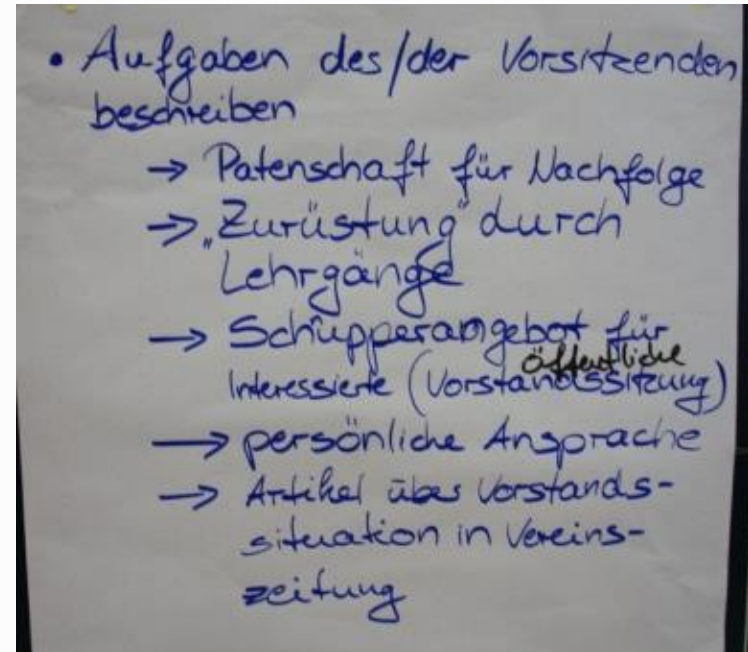 • Aufgaben des/der Vorsitzenden
beschreiben
→ Patenschaft für Nachfolge
→ „Zurüstung" durch
Lehrgänge
→ Schnupperangebot für
öffentliche
Interessierte (Vorstandssitzung)
→ persönliche Ansprache
→ Artikel über Vorstands-
situation in Vereins-
zeitung